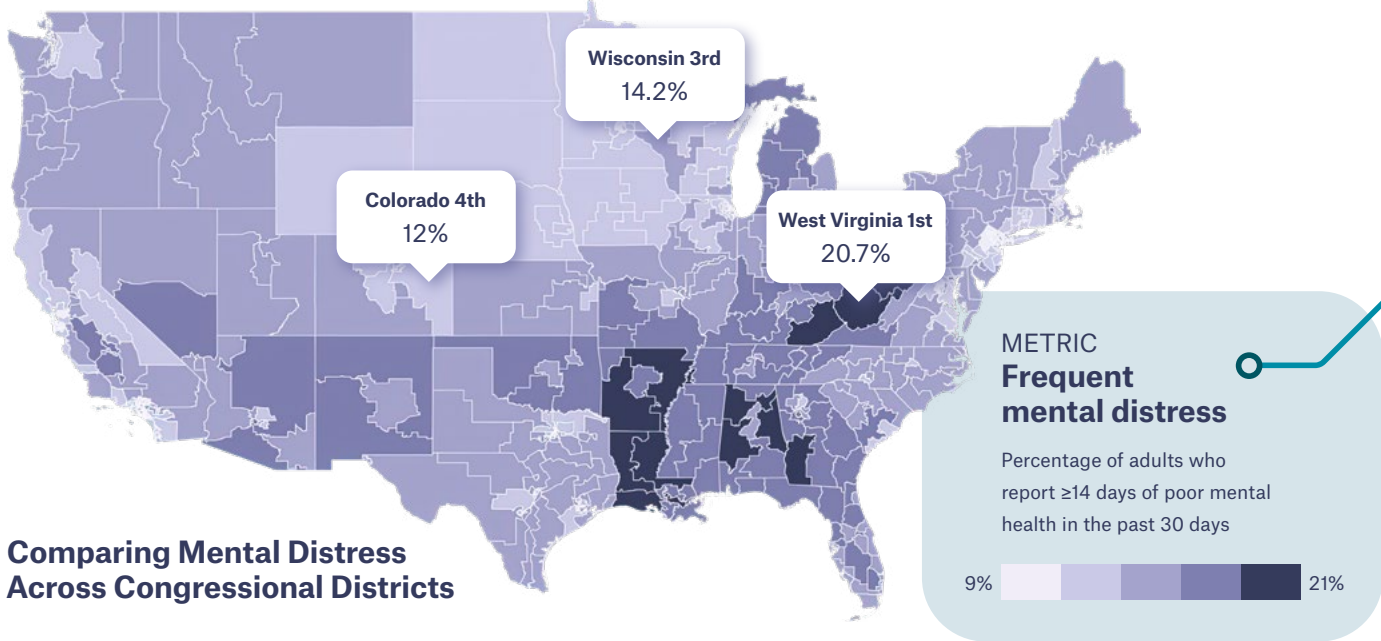 Wisconsin 3rd
14.2%
Colorado 4th
12%
West Virginia 1st
20.7%
METRIC
Frequent
mental distress
Percentage of adults who
report ≥14 days of poor mental
health in the past 30 days
9%
21%
Comparing Mental Distress
Across Congressional Districts